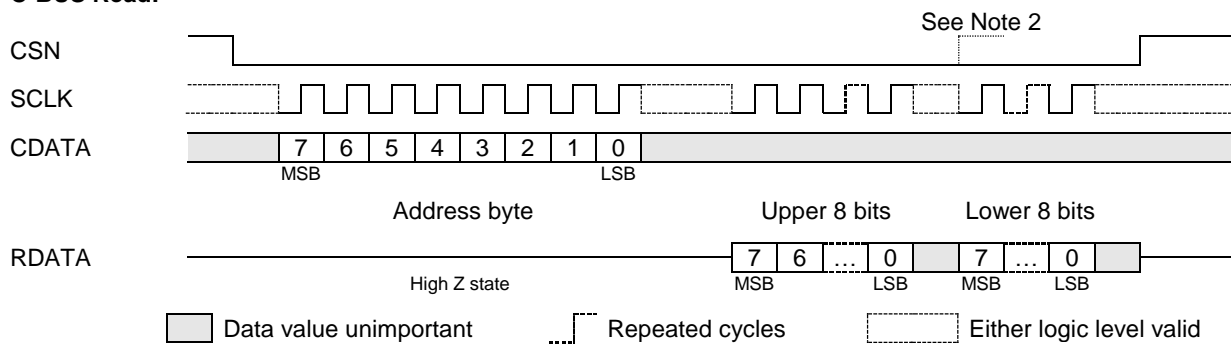 C-BUS Read:
See Note 2
CSN
SCLK
CDATA
7 6 5 4 3 2 1 0
MSB LSB
Address byte Upper 8 bits Lower 8 bits
RDATA
7 6 … 0 7 … 0
High Z state MSB LSB MSB LSB
Data value unimportant Repeated cycles Either logic level valid